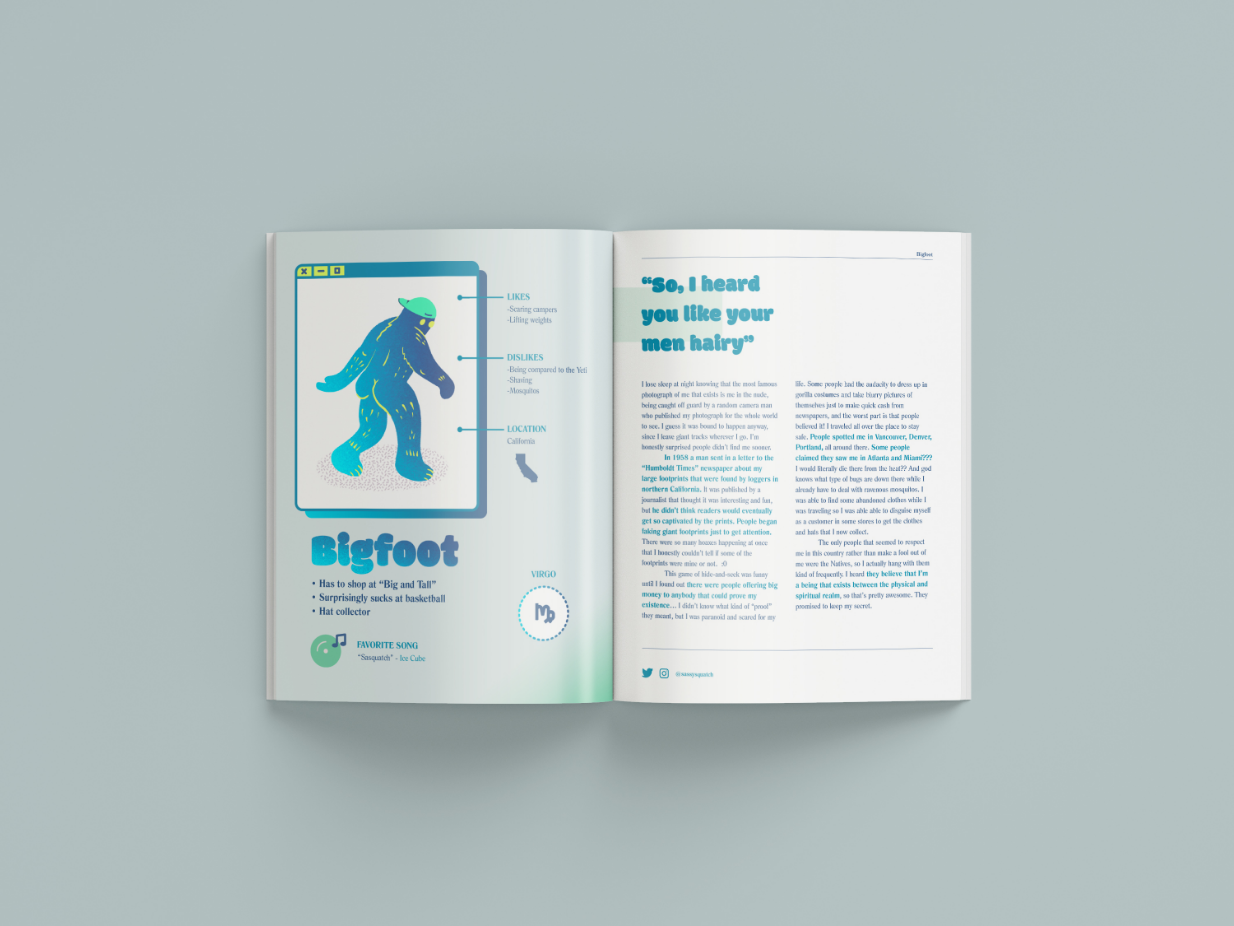 X – O
LIKES
-Scaring campers
-Lifting weights
DISLIKES
-Being compared to the Yeti
-Shaving
-Mosquitos
LOCATION
California
Bigfoot
• Has to shop at “Big and Tall”
• Surprisingly sucks at basketball
• Hat collector
VIRGO
FAVORITE SONG
“Sasquatch” - Ice Cube
Bigfoot
“So, I heard
you like your
men hairy”
I lose sleep at night knowing that the most famous
photograph of me that exists is me in the nude,
being caught off guard by a random camera man
who published my photograph for the whole world
to see. I guess it was bound to happen anyway,
since I leave giant tracks wherever I go. I’m
honestly surprised people didn’t find me sooner.
In 1958 a man sent in a letter to the
“Humboldt Times” newspaper about my
large footprints that were found by loggers in
northern California. It was published by a
journalist that thought it was interesting and fun,
but he didn’t think readers would eventually
get so captivated by the prints. People began
faking giant footprints just to get attention.
There were so many hoaxes happening at once
that I honestly couldn’t tell if some of the
footprints were mine or not. :O
This game of hide-and-seek was funny
until I found out there were people offering big
money to anybody that could prove my
existence... I didn’t know what kind of “proof”
they meant, but I was paranoid and scared for my
life. Some people had the audacity to dress up in
gorilla costumes and take blurry pictures of
themselves just to make quick cash from
newspapers, and the worst part is that people
believed it! I traveled all over the place to stay
safe. People spotted me in Vancouver, Denver,
Portland, all around there. Some people
claimed they saw me in Atlanta and Miami???
I would literally die there from the heat?? And god
knows what type of bugs are down there while I
already have to deal with ravenous mosquitos. I
was able to find some abandoned clothes while I
was traveling so I was able able to disguise myself
as a customer in some stores to get the clothes
and hats that I now collect.
The only people that seemed to respect
me in this country rather than make a fool out of
me were the Natives, so I actually hung with them
kind of frequently. I heard they believe that I’m
a being that exists between the physical and
spiritual realm, so that’s pretty awesome. They
promised to keep my secret.
@sassysquatch